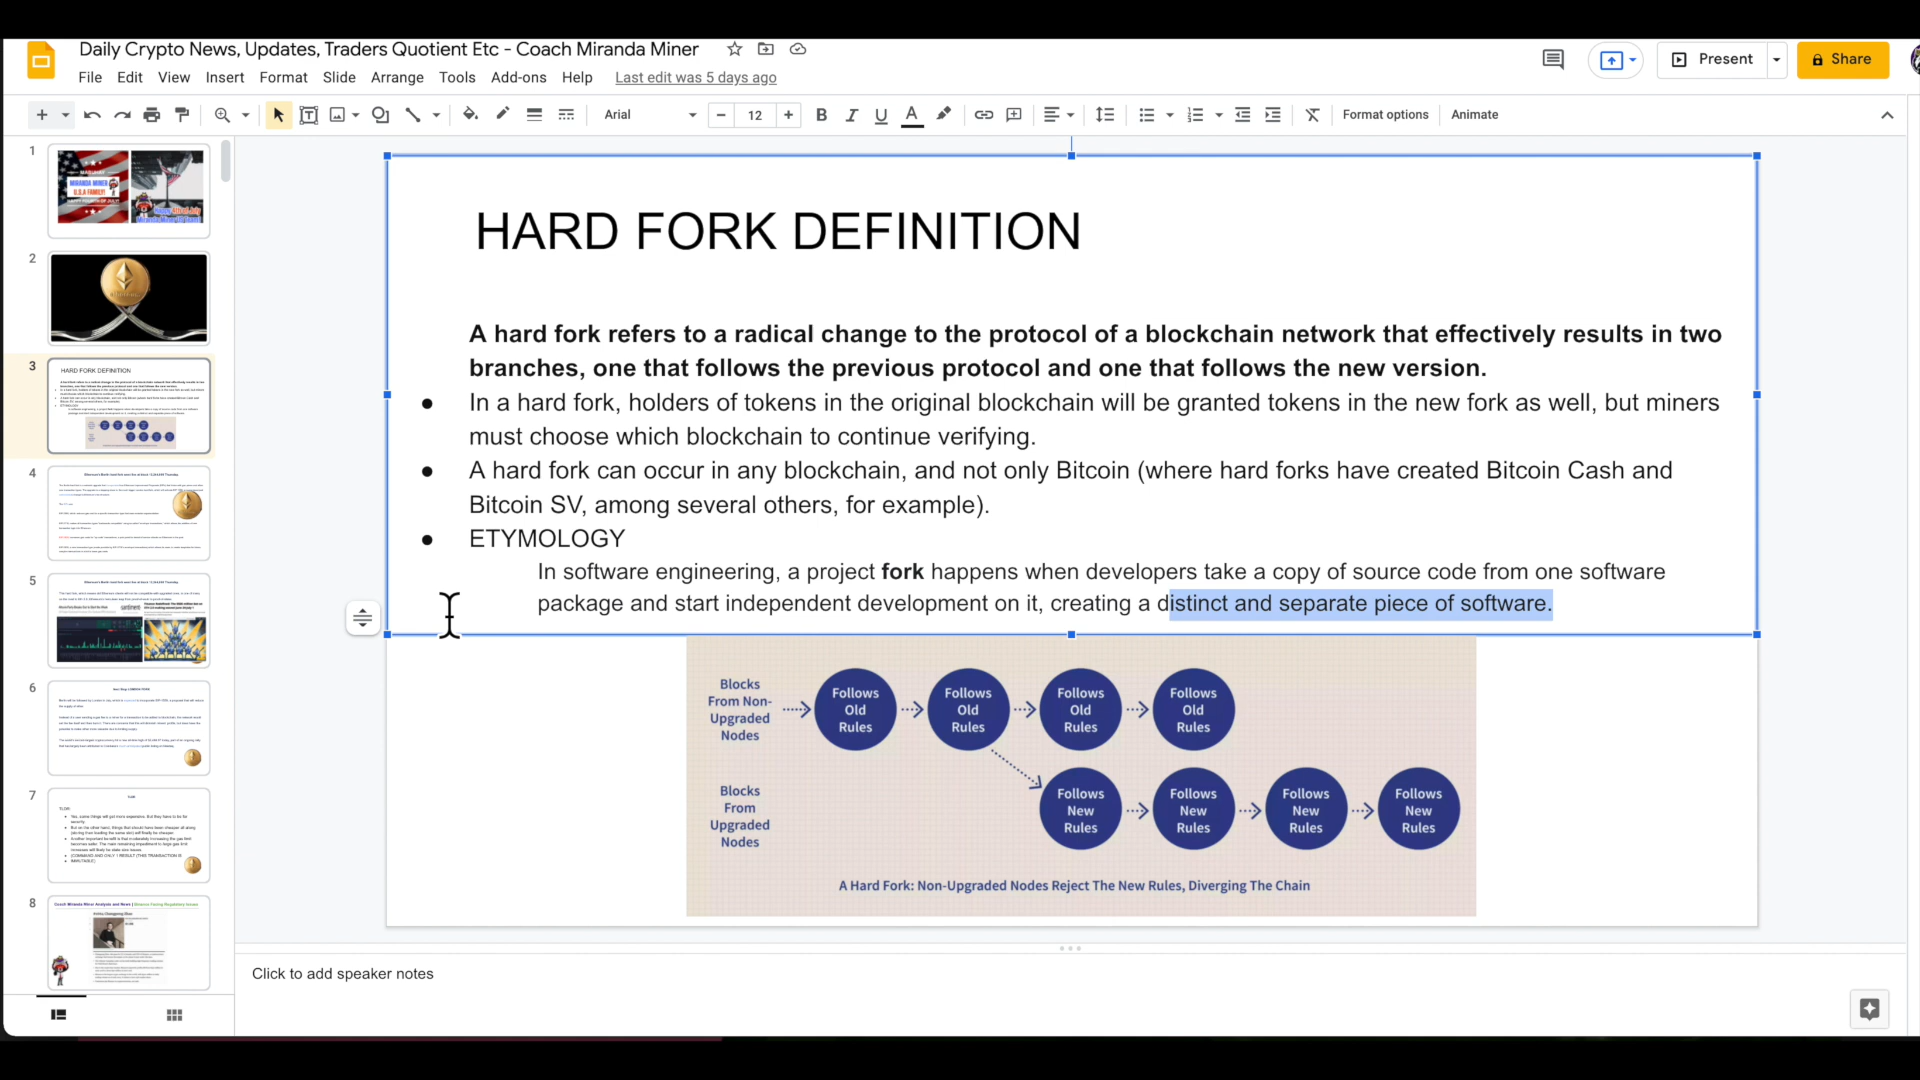 Daily Crypto News, Updates, Traders Quotient Etc - Coach Miranda Miner
File Edit View Insert Format Slide Arrange Tools Add-ons Help Last edit was 5 days ago
Present
Share
Arial
12
Format options
Animate
1
MIRANDA MINER
U.S.A FAMILY!
2
3
HARD FORK DEFINITION
4
5
6
7
8
HARD FORK DEFINITION
A hard fork refers to a radical change to the protocol of a blockchain network that effectively results in two
branches, one that follows the previous protocol and one that follows the new version.
● In a hard fork, holders of tokens in the original blockchain will be granted tokens in the new fork as well, but miners
must choose which blockchain to continue verifying.
● A hard fork can occur in any blockchain, and not only Bitcoin (where hard forks have created Bitcoin Cash and
Bitcoin SV, among several others, for example).
● ETYMOLOGY
In software engineering, a project fork happens when developers take a copy of source code from one software
package and start independent development on it, creating a distinct and separate piece of software.
Blocks
From Non-
Upgraded
Nodes
Follows
Old
Rules
Follows
Old
Rules
Follows
Old
Rules
Follows
Old
Rules
Blocks
From
Upgraded
Nodes
Follows
New
Rules
Follows
New
Rules
Follows
New
Rules
Follows
New
Rules
A Hard Fork: Non-Upgraded Nodes Reject The New Rules, Diverging The Chain
Click to add speaker notes